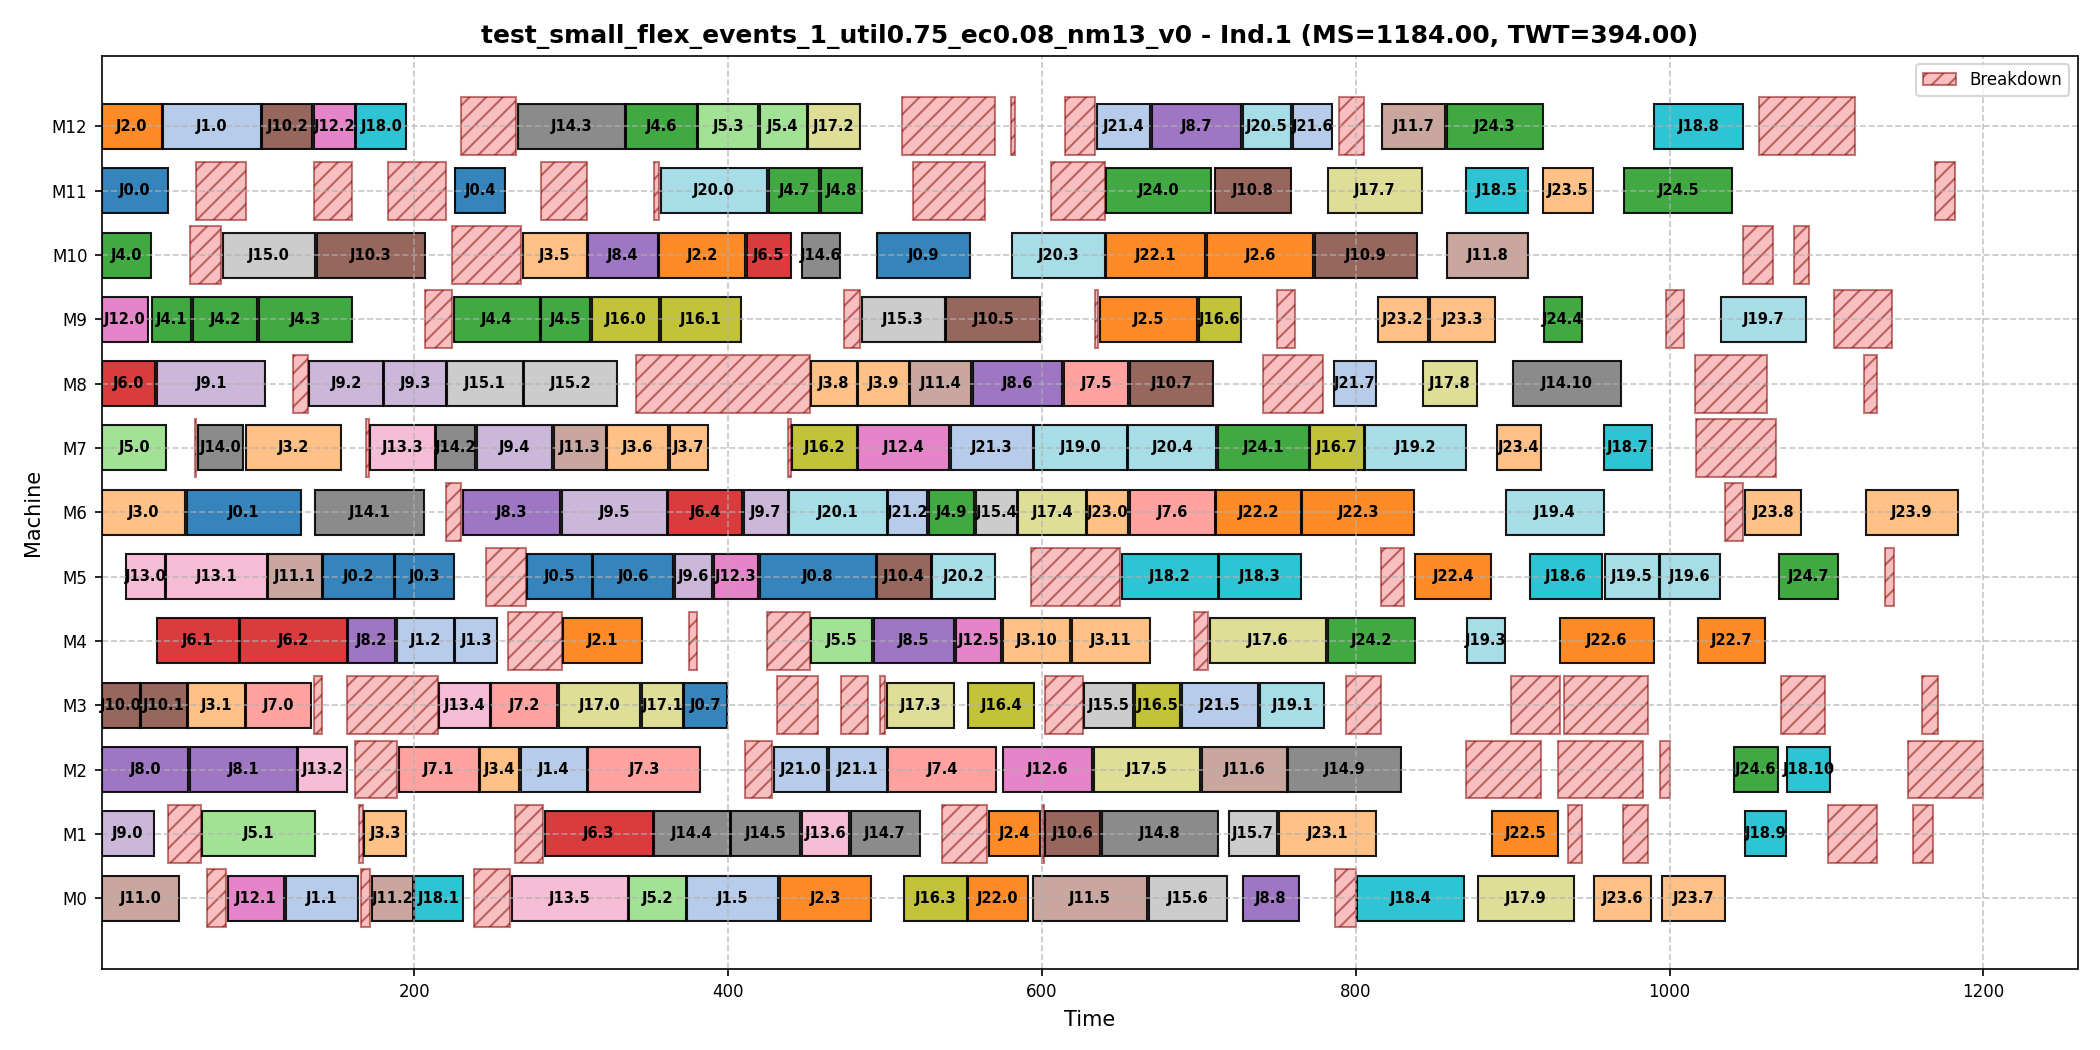 test_small_flex_events_1_util0.75_ec0.08_nm13_v0 - Ind.1 (MS=1184.00, TWT=394.00)
Breakdown
Machine
M12 J2.0 J1.0 J10.2 J12.2 J18.0 J14.3 J4.6 J5.3 J5.4 J17.2 J21.4 J8.7 J20.5 J21.6 J11.7 J24.3 J18.8
M11 J0.0 J0.4 J20.0 J4.7 J4.8 J24.0 J10.8 J17.7 J18.5 J23.5 J24.5
M10 J4.0 J15.0 J10.3 J3.5 J8.4 J2.2 J6.5 J14.6 J0.9 J20.3 J22.1 J2.6 J10.9 J11.8
M9 J12.0 J4.1 J4.2 J4.3 J4.4 J4.5 J16.0 J16.1 J15.3 J10.5 J2.5 J16.6 J23.2 J23.3 J24.4 J19.7
M8 J6.0 J9.1 J9.2 J9.3 J15.1 J15.2 J3.8 J3.9 J11.4 J8.6 J7.5 J10.7 J21.7 J17.8 J14.10
M7 J5.0 J14.0 J3.2 J13.3 J14.2 J9.4 J11.3 J3.6 J3.7 J16.2 J12.4 J21.3 J19.0 J20.4 J24.1 J16.7 J19.2 J23.4 J18.7
M6 J3.0 J0.1 J14.1 J8.3 J9.5 J6.4 J9.7 J20.1 J21.2 J4.9 J15.4 J17.4 J23.0 J7.6 J22.2 J22.3 J19.4 J23.8 J23.9
M5 J13.0 J13.1 J11.1 J0.2 J0.3 J0.5 J0.6 J9.6 J12.3 J0.8 J10.4 J20.2 J18.2 J18.3 J22.4 J18.6 J19.5 J19.6 J24.7
M4 J6.1 J6.2 J8.2 J1.2 J1.3 J2.1 J5.5 J8.5 J12.5 J3.10 J3.11 J17.6 J24.2 J19.3 J22.6 J22.7
M3 J10.0 J10.1 J3.1 J7.0 J13.4 J7.2 J17.0 J17.1 J0.7 J17.3 J16.4 J15.5 J16.5 J21.5 J19.1
M2 J8.0 J8.1 J13.2 J7.1 J3.4 J1.4 J7.3 J21.0 J21.1 J7.4 J12.6 J17.5 J11.6 J14.9 J24.6 J18.10
M1 J9.0 J5.1 J3.3 J6.3 J14.4 J14.5 J13.6 J14.7 J2.4 J10.6 J14.8 J15.7 J23.1 J22.5 J18.9
M0 J11.0 J12.1 J1.1 J11.2 J18.1 J13.5 J5.2 J1.5 J2.3 J16.3 J22.0 J11.5 J15.6 J8.8 J18.4 J17.9 J23.6 J23.7
200 400 600 800 1000 1200
Time